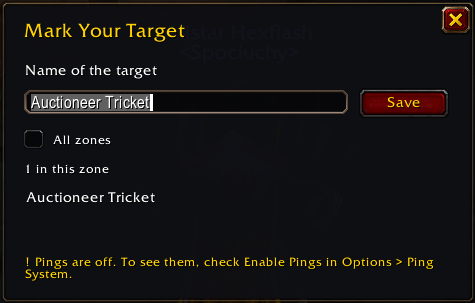 Mark Your Target
Name of the target
Auctioneer Tricket
Save
All zones
1 in this zone
Auctioneer Tricket
! Pings are off. To see them, check Enable Pings in Options > Ping
System.